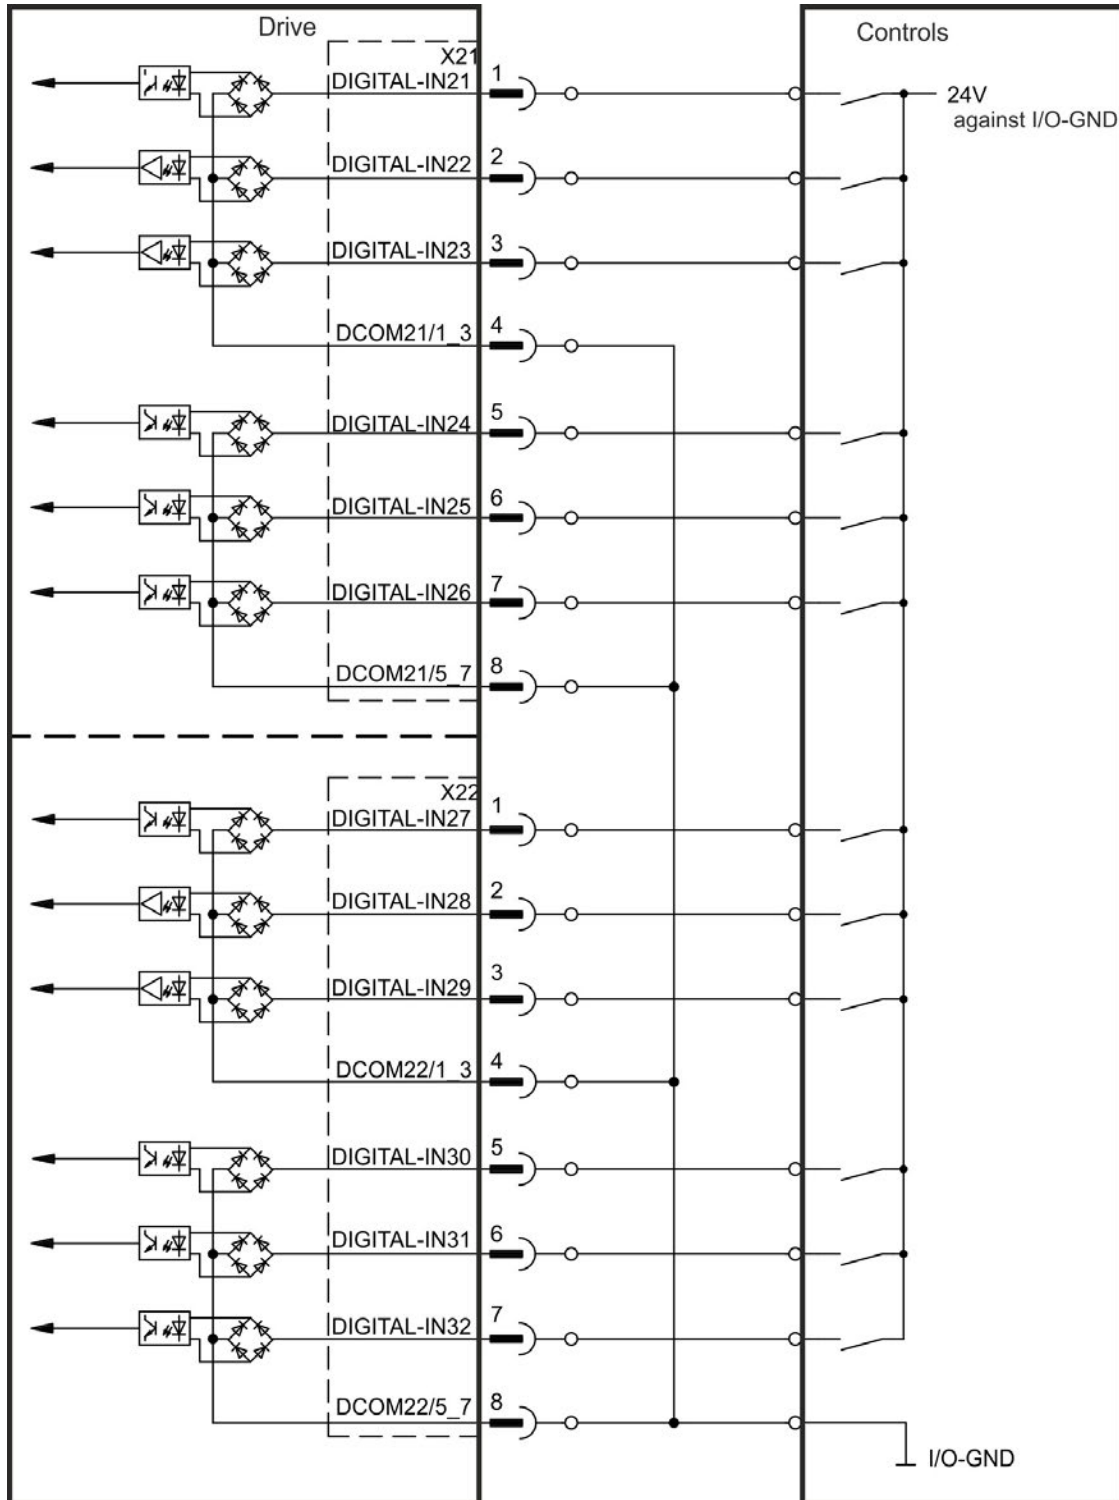 Drive
Controls
X21
DIGITAL-IN21
1
24V
against I/O-GND
DIGITAL-IN22
2
DIGITAL-IN23
3
DCOM21/1_3
4
DIGITAL-IN24
5
DIGITAL-IN25
6
DIGITAL-IN26
7
DCOM21/5_7
8
X22
DIGITAL-IN27
1
DIGITAL-IN28
2
DIGITAL-IN29
3
DCOM22/1_3
4
DIGITAL-IN30
5
DIGITAL-IN31
6
DIGITAL-IN32
7
DCOM22/5_7
8
I/O-GND